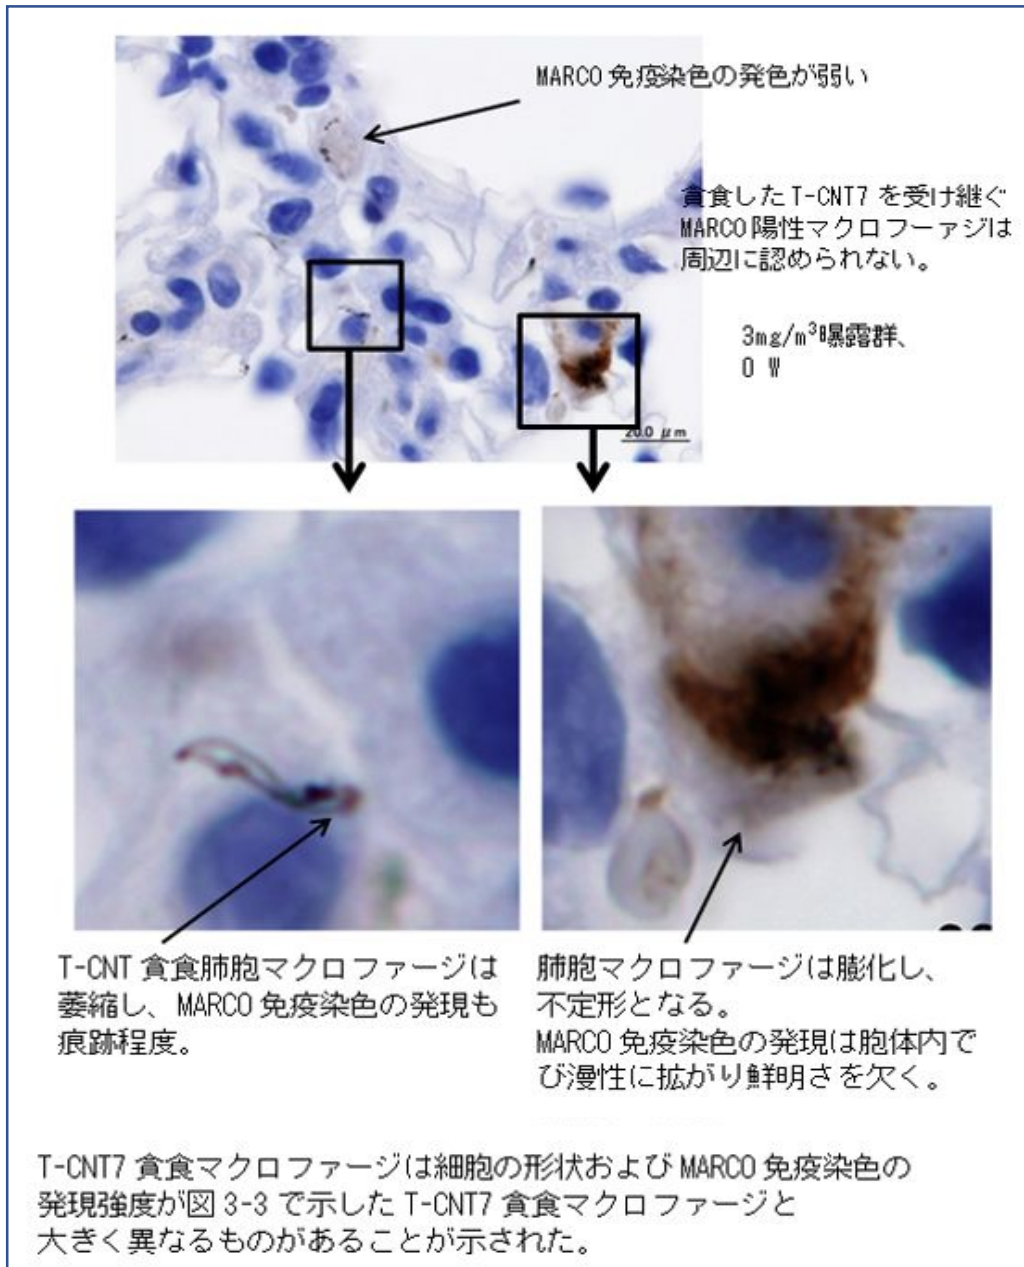 MARCO 免疫染色の発色が弱い
貪食した T-CNT7 を受け継ぐ
MARCO 陽性マクロフーァジは
周辺に認められない。
3mg/m³曝露群、
0 W
20.0 μm
T-CNT 貪食肺胞マクロファージは
萎縮し、MARCO 免疫染色の発現も
痕跡程度。
肺胞マクロファージは膨化し、
不定形となる。
MARCO 免疫染色の発現は胞体内で
び漫性に拡がり鮮明さを欠く。
T-CNT7 貪食マクロファージは細胞の形状および MARCO 免疫染色の
発現強度が図 3-3 で示した T-CNT7 貪食マクロファージと
大きく異なるものがあることが示された。